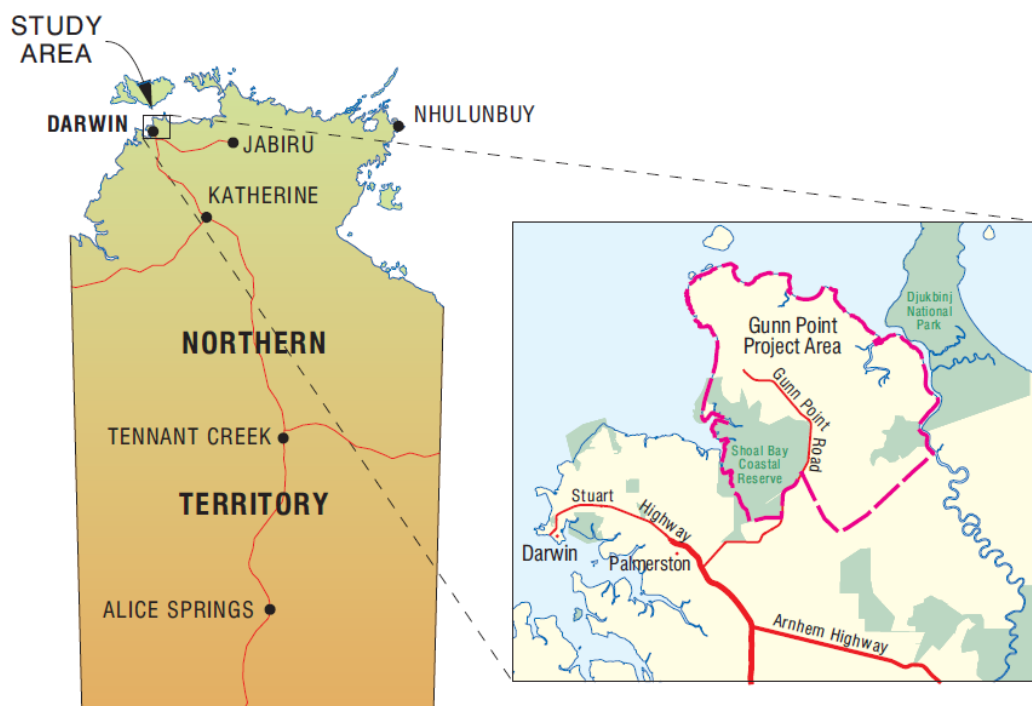 STUDY
AREA
DARWIN
NHULUNBUY
JABIRU
KATHERINE
NORTHERN
TENNANT CREEK
TERRITORY
ALICE SPRINGS
Djukbinj
National
Park
Gunn Point
Project Area
Gunn Point
Road
Shoal Bay
Coastal
Reserve
Stuart
Highway
Darwin
Palmerston
Arnhem Highway